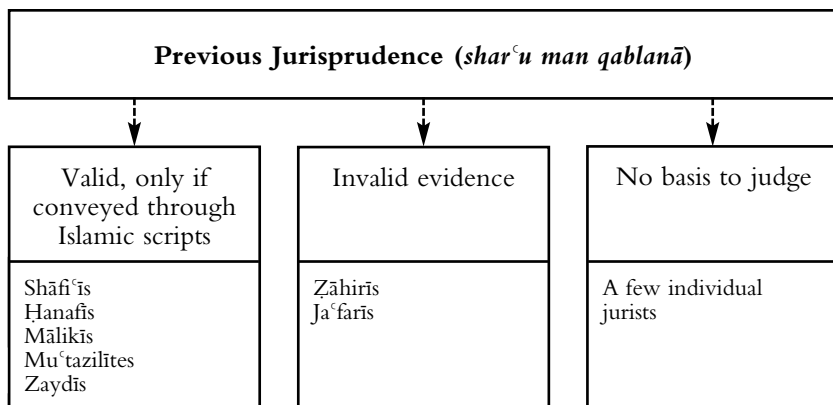 Previous Jurisprudence (sharʿu man qablanā)
Valid, only if
conveyed through
Islamic scripts
Shāfiʿīs
Ḥanafīs
Mālikīs
Muʿtazilītes
Zaydīs
Invalid evidence
Ẓāhirīs
Jaʿfarīs
No basis to judge
A few individual
jurists